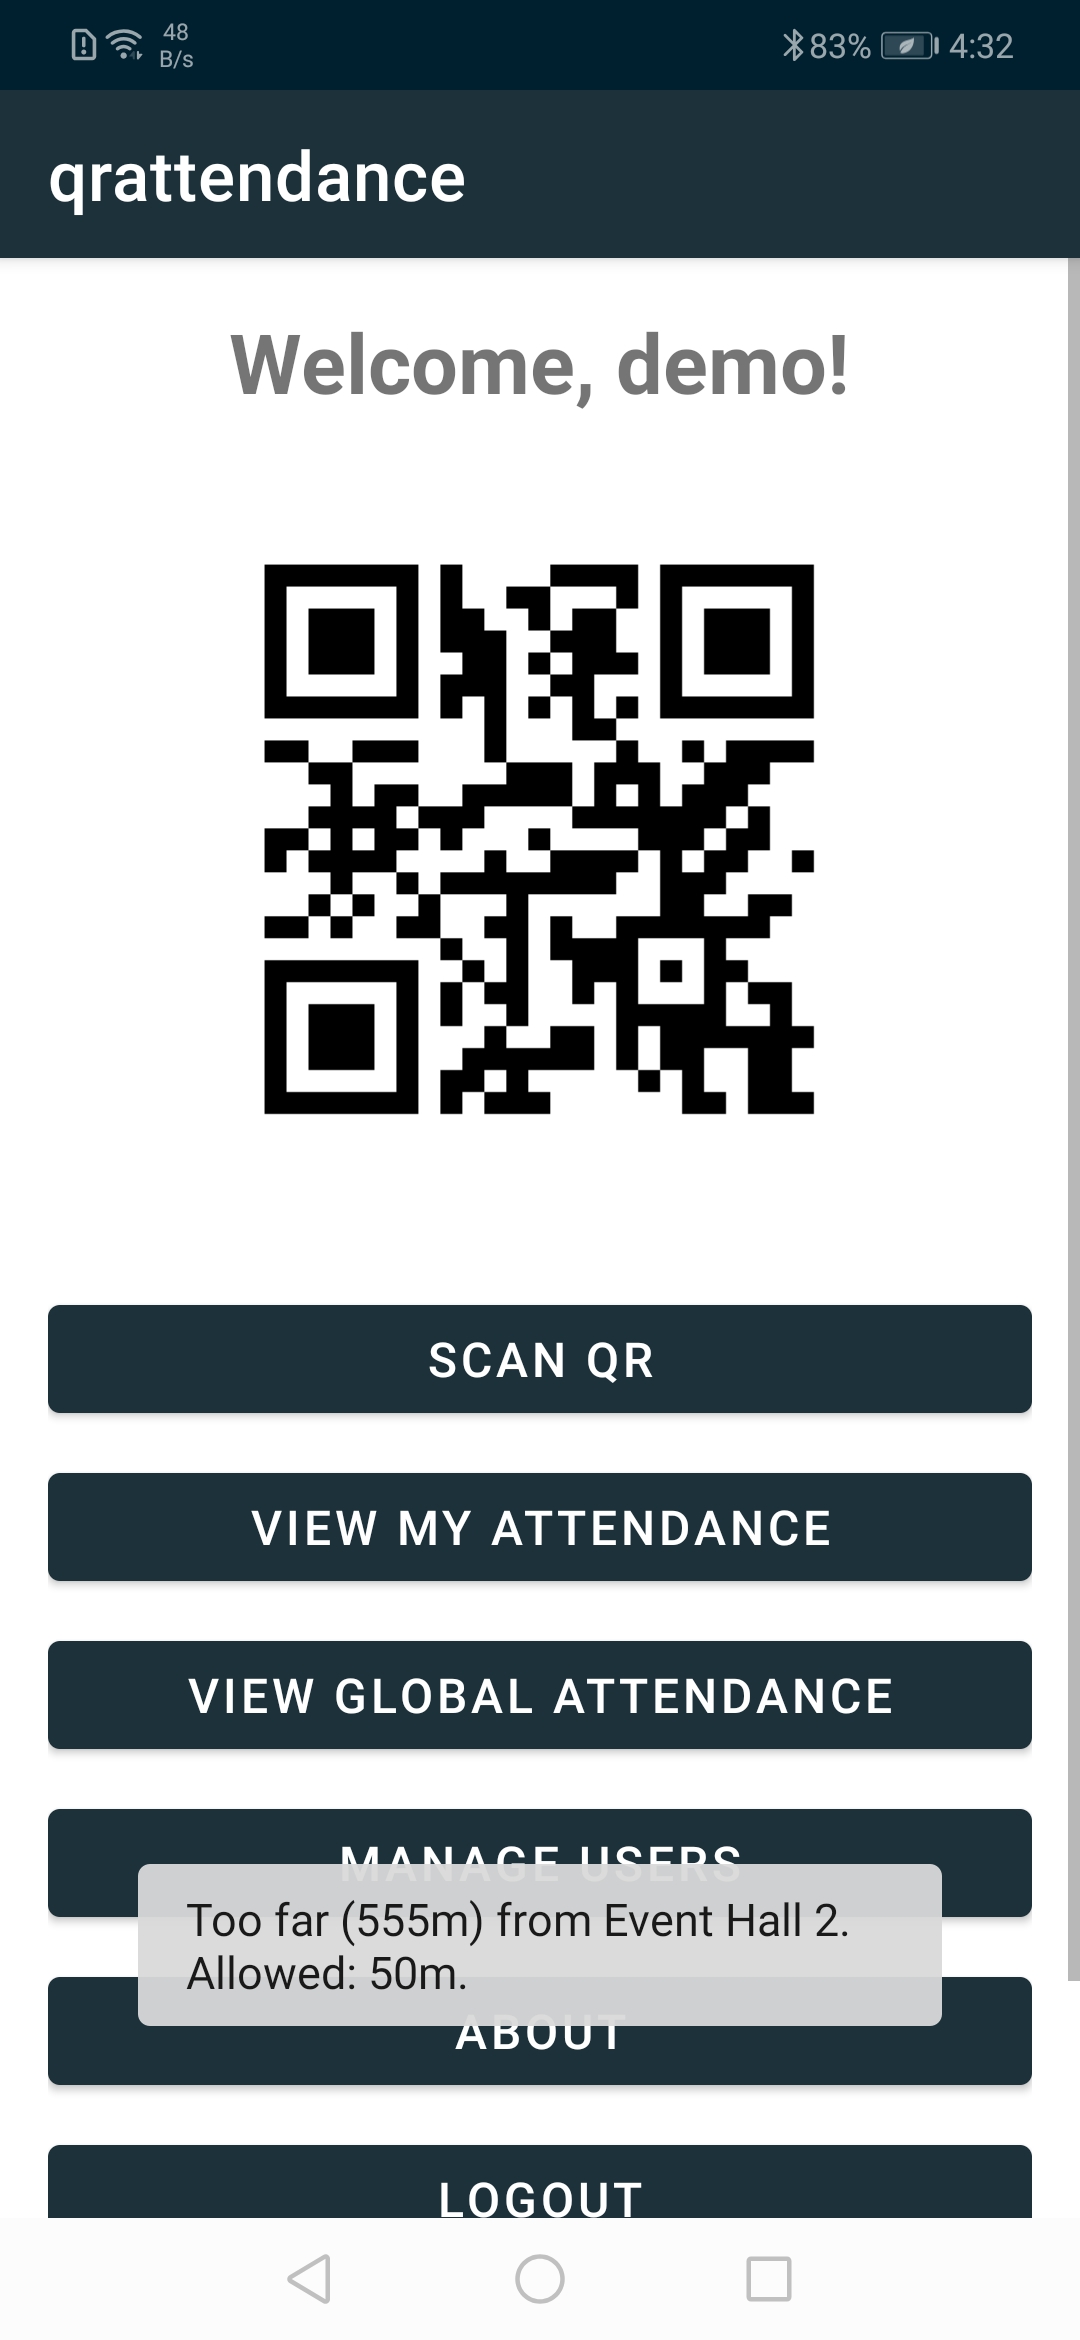 48
B/s
83%
4:32
qrattendance
Welcome, demo!
SCAN QR
VIEW MY ATTENDANCE
VIEW GLOBAL ATTENDANCE
MANAGE USERS
Too far (555m) from Event Hall 2.
Allowed: 50m.
ABOUT
LOGOUT